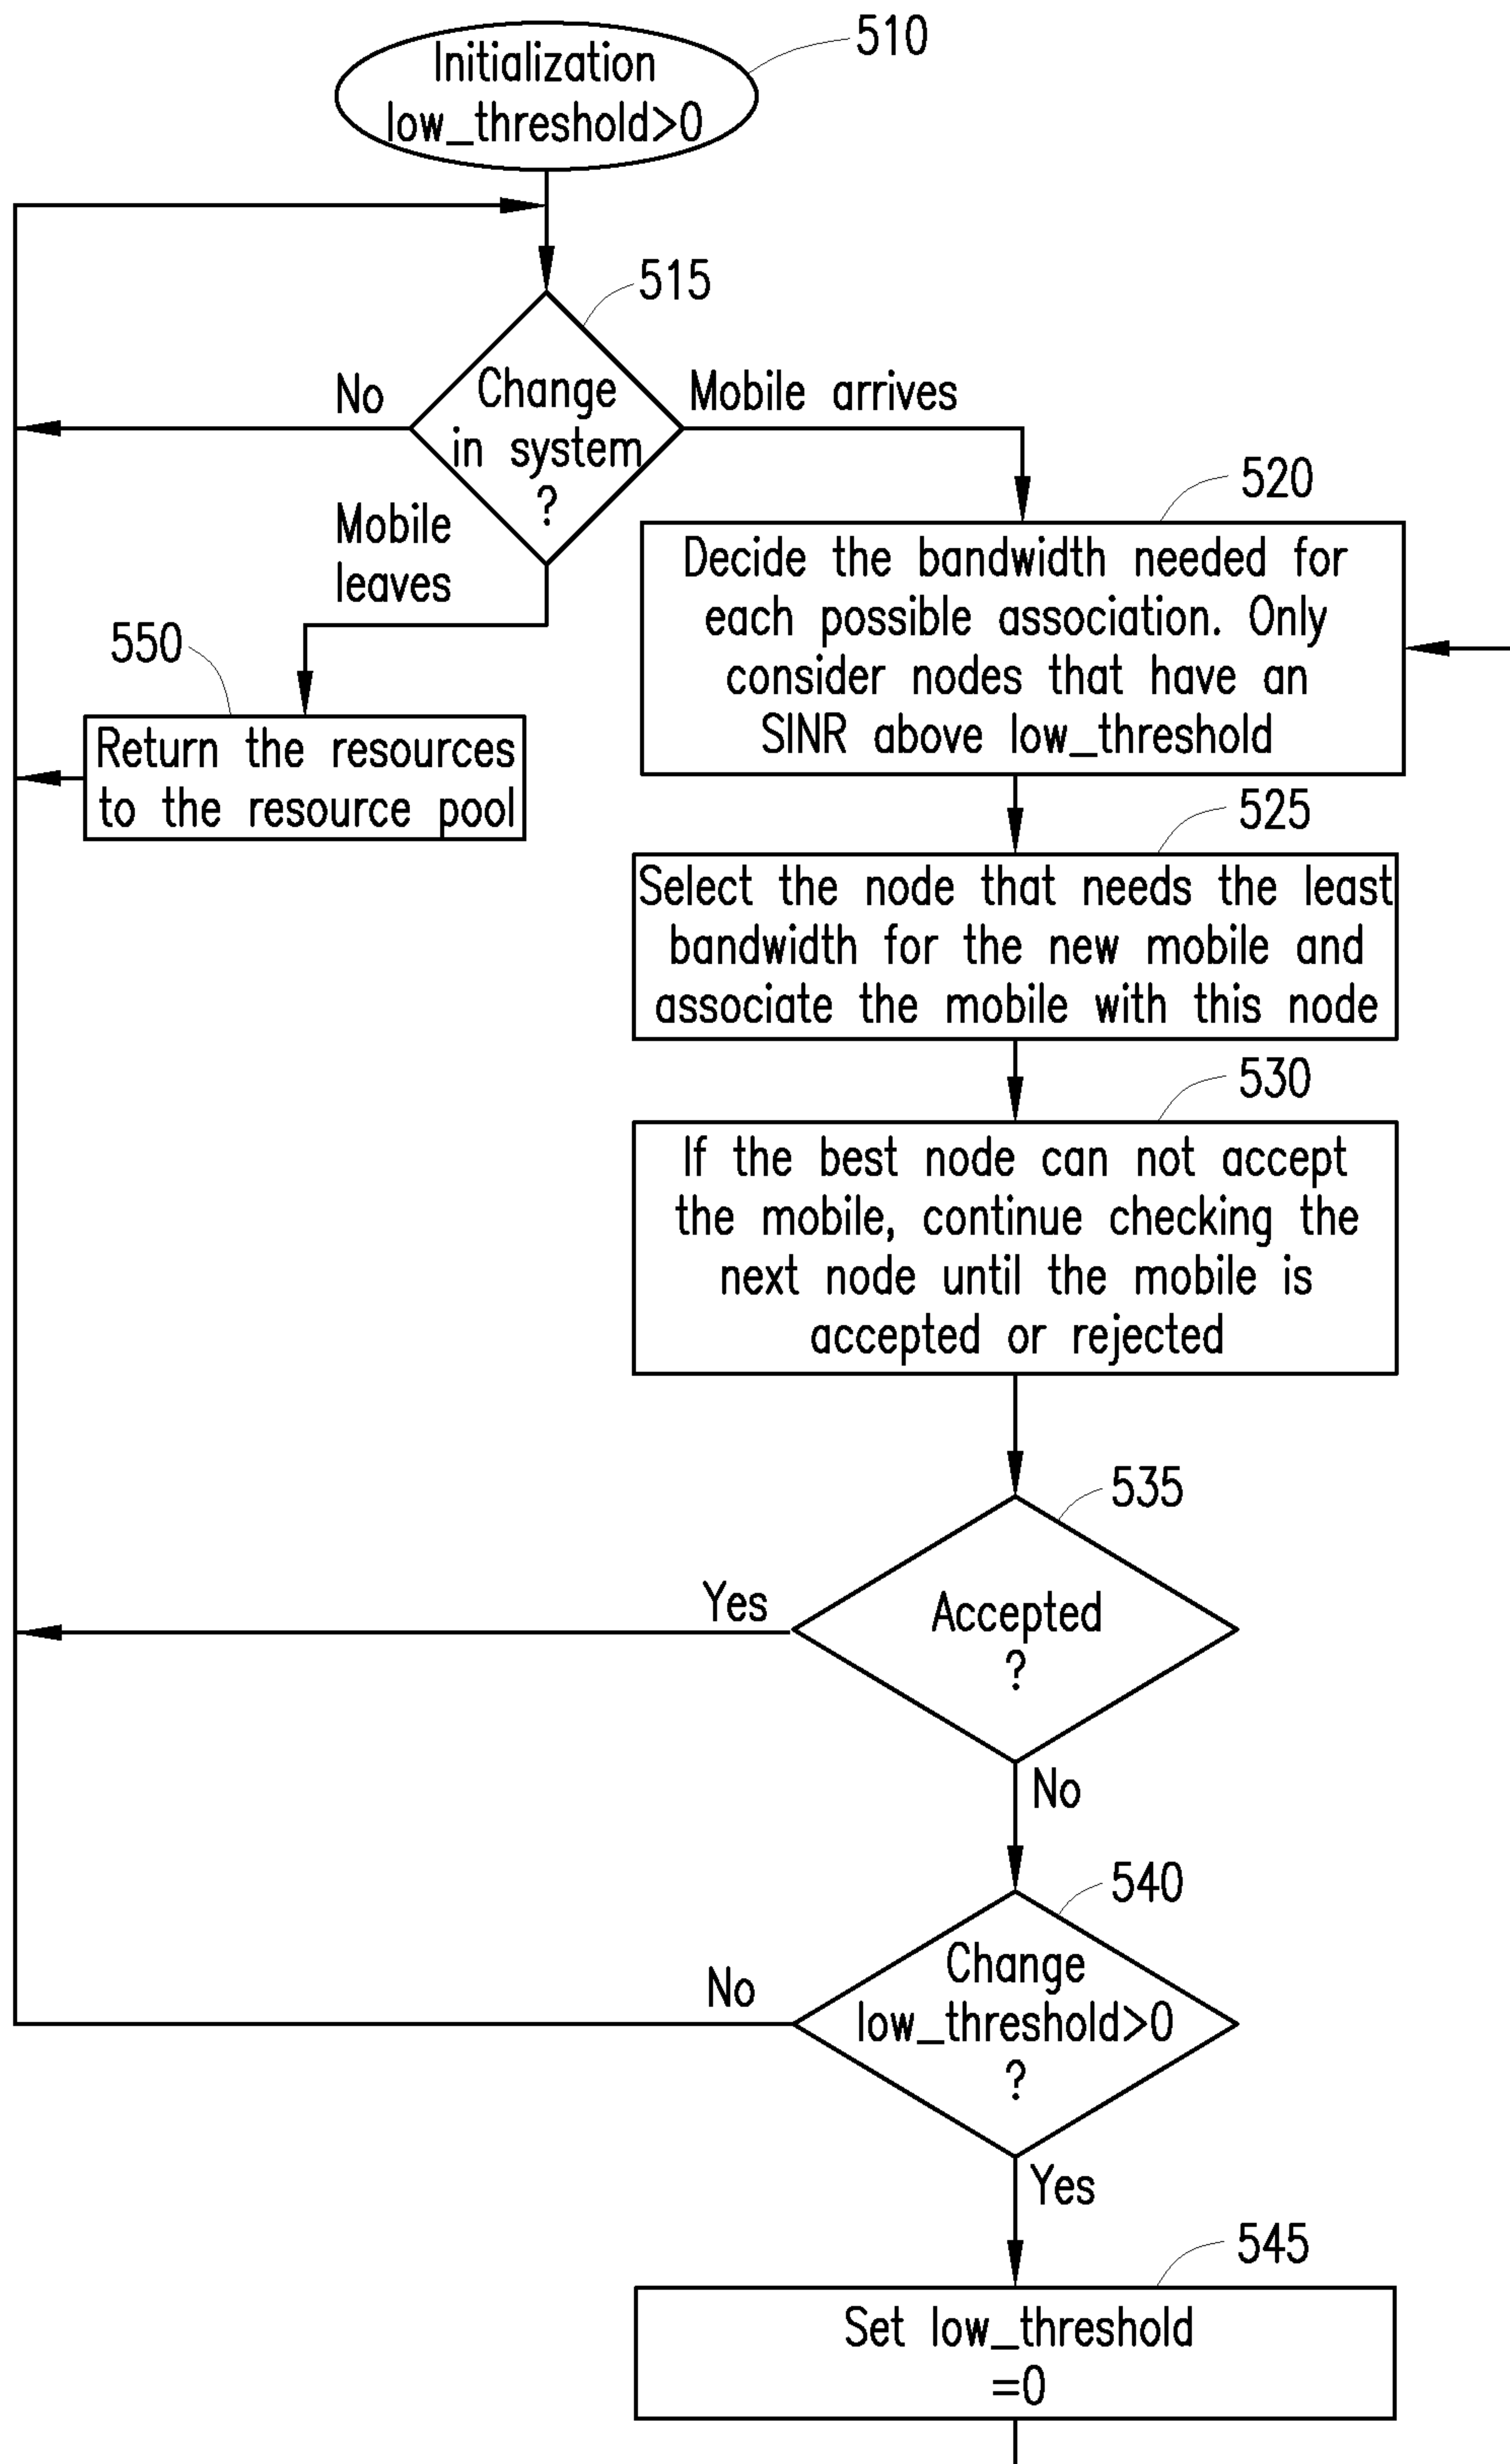 510
Initialization
low_threshold>0
515
Change
in system
?
No
Mobile arrives
Mobile
leaves
520
Decide the bandwidth needed for
each possible association. Only
consider nodes that have an
SINR above low_threshold
550
Return the resources
to the resource pool
525
Select the node that needs the least
bandwidth for the new mobile and
associate the mobile with this node
530
If the best node can not accept
the mobile, continue checking the
next node until the mobile is
accepted or rejected
535
Accepted
?
Yes
No
540
Change
low_threshold>0
?
No
Yes
545
Set low_threshold
=0